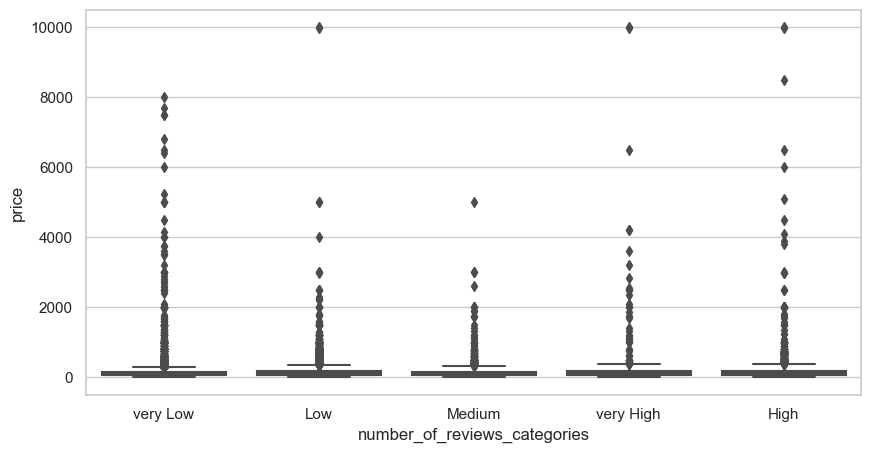 10000
8000
6000
4000
2000
0
price
very Low
Low
Medium
very High
High
number_of_reviews_categories